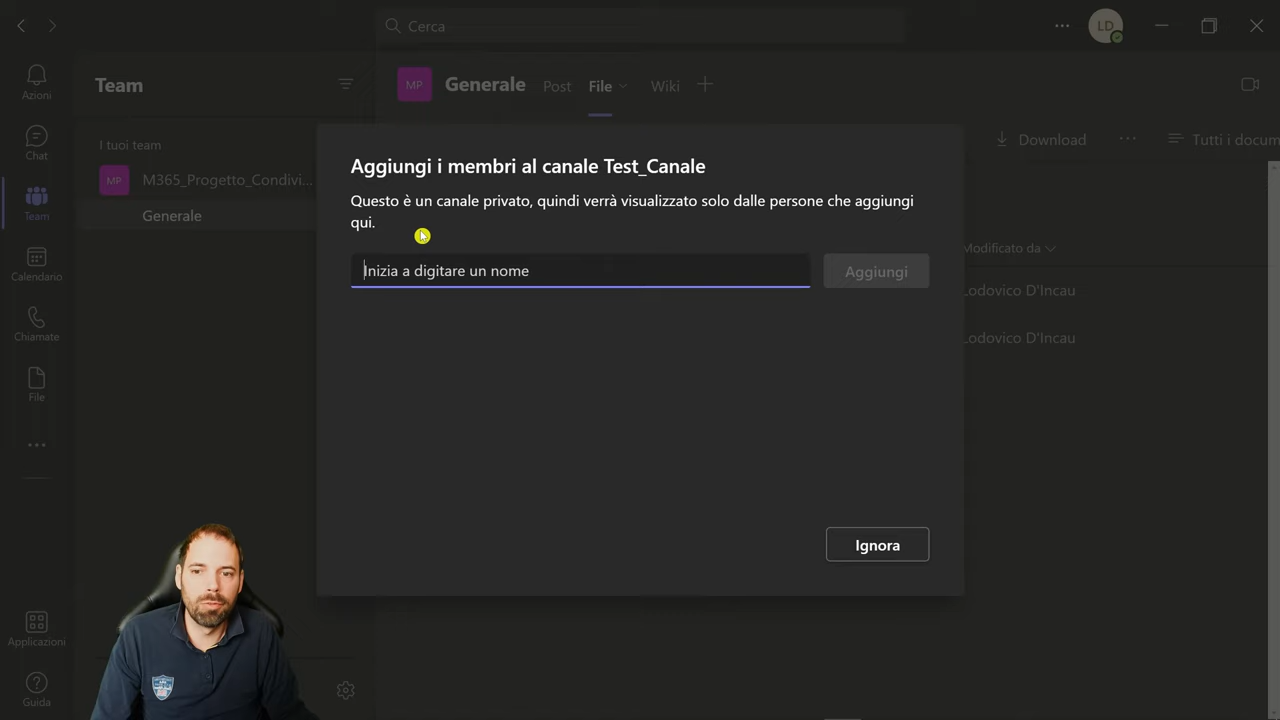 Cerca
LD
Azioni
Chat
Team
Calendario
Chiamate
File
Applicazioni
Guida
Team
I tuoi team
MP
M365_Progetto_Condivi...
Generale
MP
Generale
Post
File
Wiki
Download
Tutti i docum
Modificato da
Lodovico D'Incau
Lodovico D'Incau
Aggiungi i membri al canale Test_Canale
Questo è un canale privato, quindi verrà visualizzato solo dalle persone che aggiungi
qui.
Inizia a digitare un nome
Aggiungi
Ignora